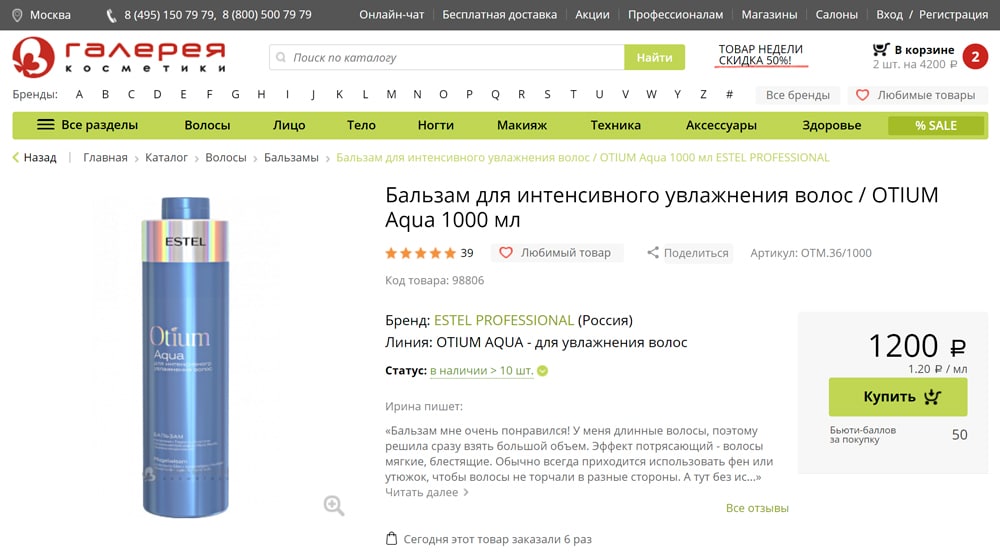 Москва
8 (495) 150 79 79, 8 (800) 500 79 79
Онлайн-чат
Бесплатная доставка
Акции
Профессионалам
Магазины
Салоны
Вход / Регистрация
галерея
косметики
Поиск по каталогу
Найти
ТОВАР НЕДЕЛИ
СКИДКА 50%!
В корзине
2 шт. на 4200 ₽
2
Бренды: A B C D E F G H I J K L M N O P Q R S T U V W Y Z #
Все бренды
Любимые товары
Все разделы
Волосы
Лицо
Тело
Ногти
Макияж
Техника
Аксессуары
Здоровье
% SALE
Назад
Главная > Каталог > Волосы > Бальзамы > Бальзам для интенсивного увлажнения волос / OTIUM Aqua 1000 мл ESTEL PROFESSIONAL
Бальзам для интенсивного увлажнения волос / OTIUM
Aqua 1000 мл
39
Любимый товар
Поделиться
Артикул: OTM.36/1000
Код товара: 98806
Бренд: ESTEL PROFESSIONAL (Россия)
Линия: OTIUM AQUA - для увлажнения волос
Статус: в наличии > 10 шт.
Ирина пишет:
«Бальзам мне очень понравился! У меня длинные волосы, поэтому
решила сразу взять большой объем. Эффект потрясающий - волосы
мягкие, блестящие. Обычно всегда приходится использовать фен или
утюжок, чтобы волосы не торчали в разные стороны. А тут без ис...»
Читать далее
Все отзывы
Сегодня этот товар заказали 6 раз
1200 ₽
1.20 ₽ / мл
Купить
Бьюти-баллов
за покупку
50
ESTEL
Otium
Aqua
для интенсивного
увлажнения волос
БАЛЬЗАМ